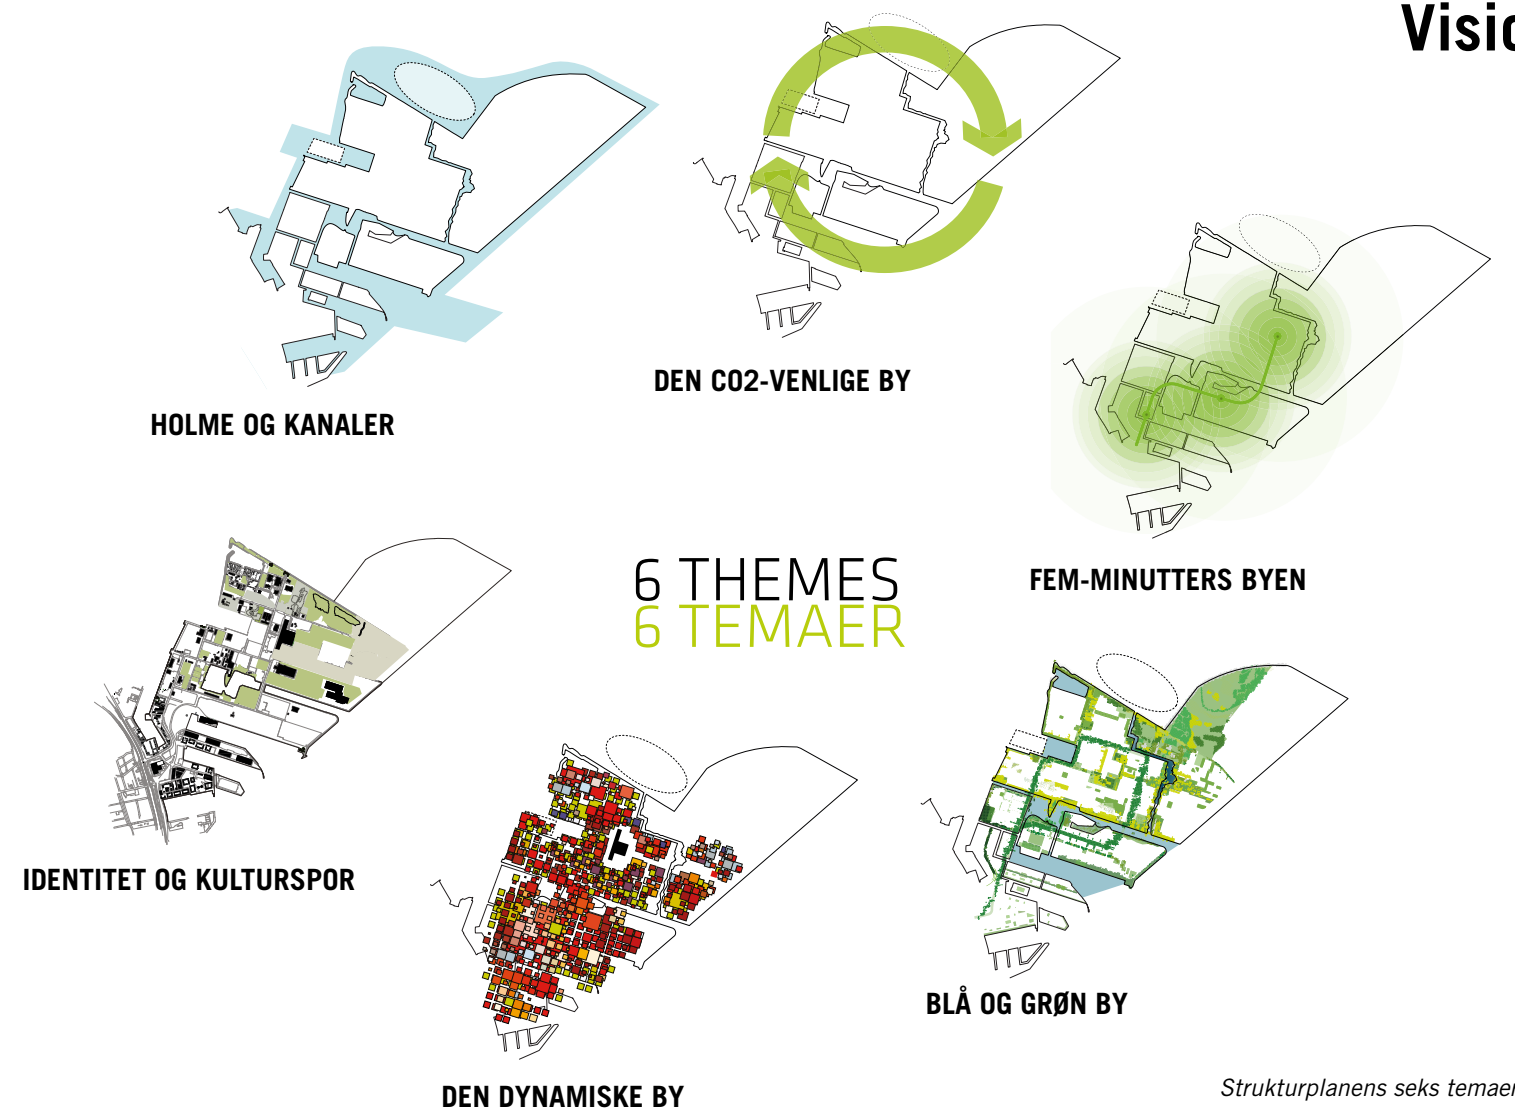 DEN CO2-VENLIGE BY
HOLME OG KANALER
6 THEMES
6 TEMAER
FEM-MINUTTERS BYEN
IDENTITET OG KULTURSPOR
BLÅ OG GRØN BY
DEN DYNAMISKE BY
Strukturplanens seks temaer